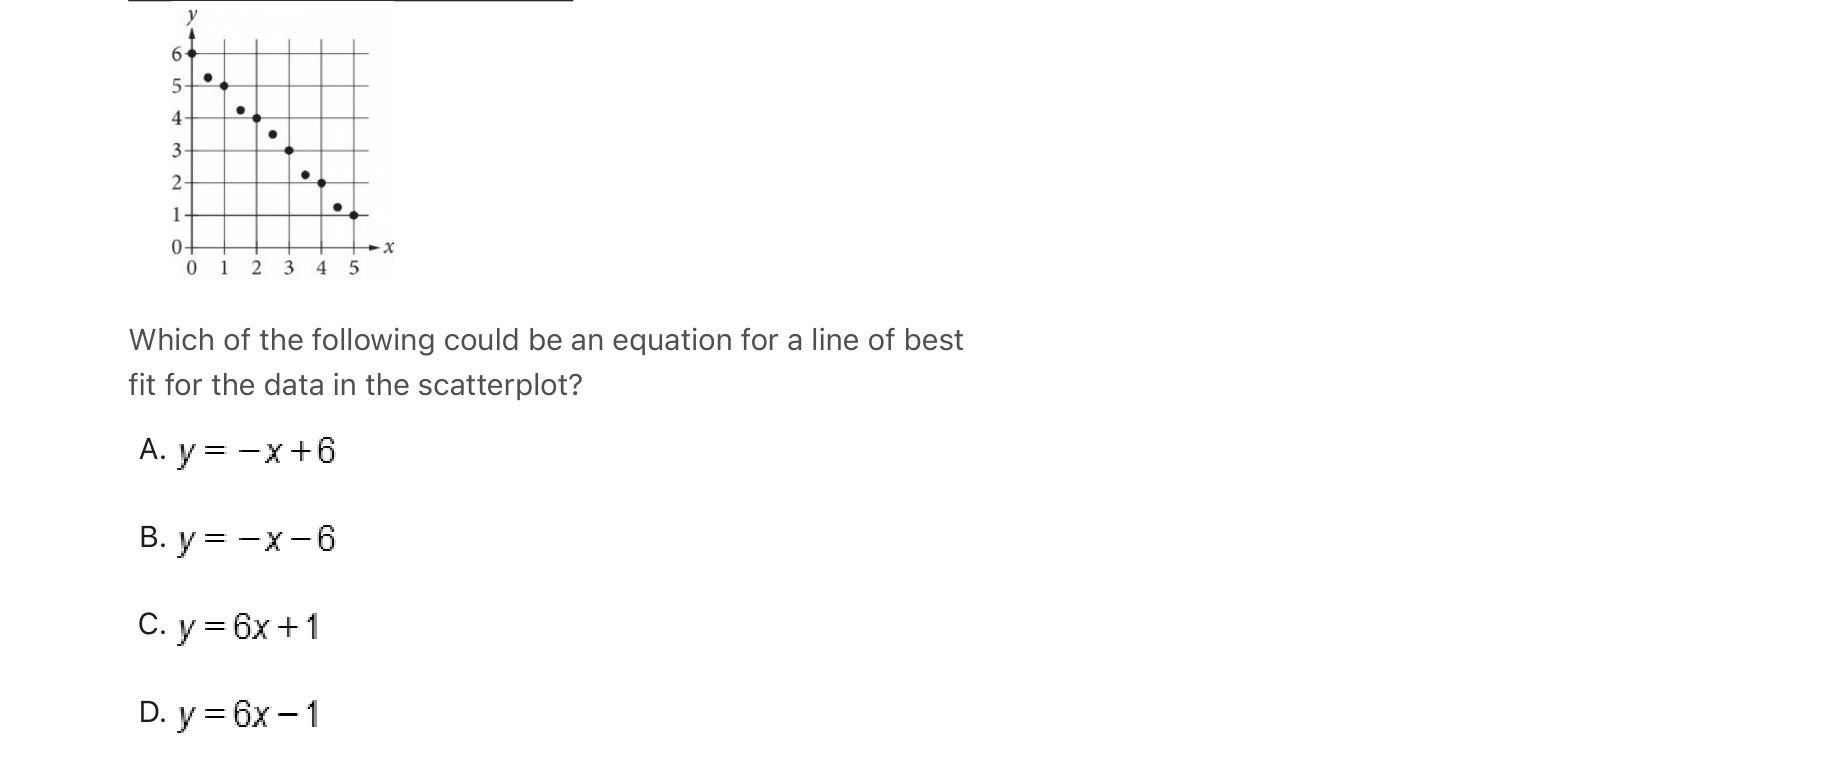 y
6
5
4
3
2
1
0
x
0 1 2 3 4 5
Which of the following could be an equation for a line of best
fit for the data in the scatterplot?
A. y = −x+6
B. y = −x−6
C. y = 6x+1
D. y = 6x−1